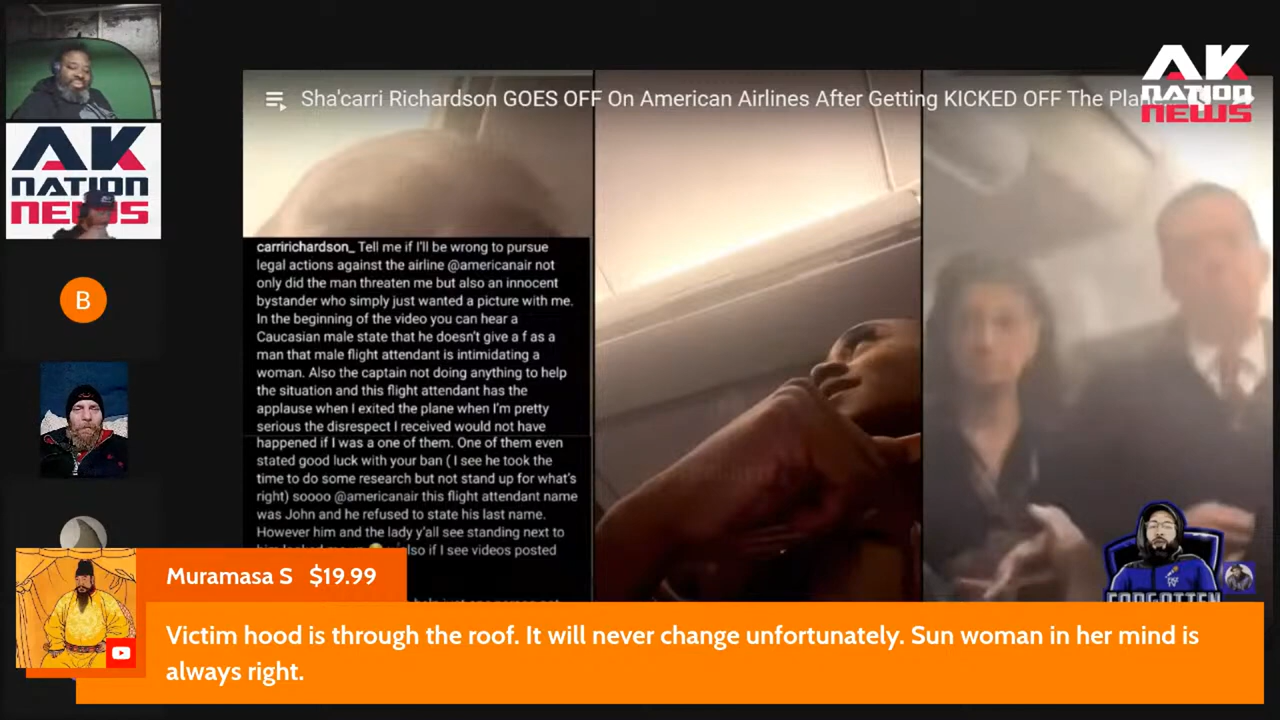 Sha'carri Richardson GOES OFF On American Airlines After Getting KICKED OFF The Plane
AK
NATION
NEWS
AK
NATION
NEWS
B
carririchardson_ Tell me if I'll be wrong to pursue
legal actions against the airline @americanair not
only did the man threaten me but also an innocent
bystander who simply just wanted a picture with me.
In the beginning of the video you can hear a
Caucasian male state that he doesn't give a f as a
man that male flight attendant is intimidating a
woman. Also the captain not doing anything to help
the situation and this flight attendant has the
applause when I exited the plane when I'm pretty
serious the disrespect I received would not have
happened if I was a one of them. One of them even
stated good luck with your ban ( I see he took the
time to do some research but not stand up for what's
right) soooo @americanair this flight attendant name
was John and he refused to state his last name.
However him and the lady y'all see standing next to
also if I see videos posted
FORGOTTEN
Muramasa S $19.99
Victim hood is through the roof. It will never change unfortunately. Sun woman in her mind is
always right.